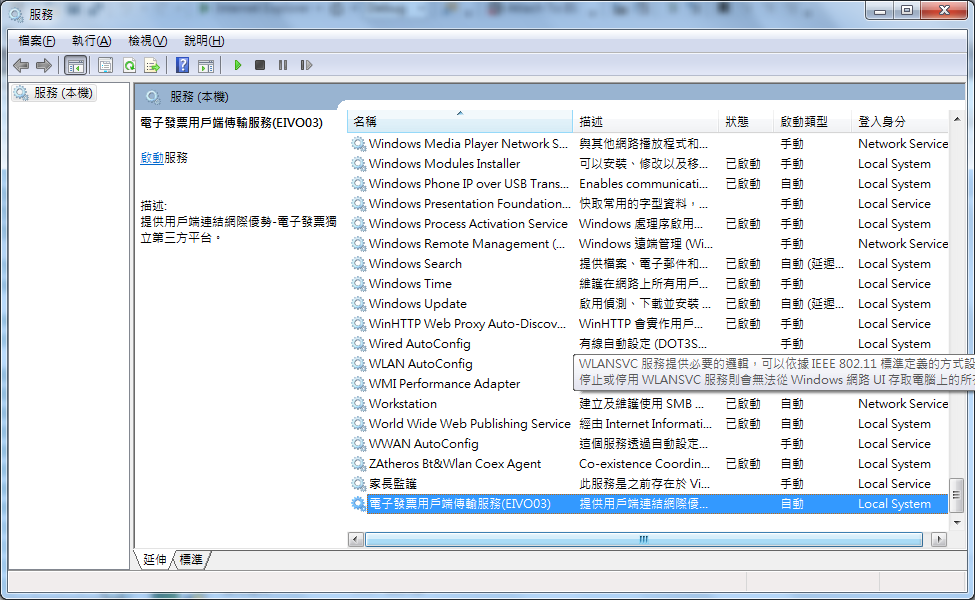 服務
檔案(F) 執行(A) 檢視(V) 說明(H)
服務 (本機)
服務 (本機)
電子發票用戶端傳輸服務(EIVO03)
啟動服務
描述:
提供用戶端連結網際優勢-電子發票獨
立第三方平台。
名稱 描述 狀態 啟動類型 登入身分
Windows Media Player Network S... 與其他網路播放程式和... 手動 Network Service
Windows Modules Installer 可以安裝、修改以及移... 已啟動 手動 Local System
Windows Phone IP over USB Trans... Enables communicati... 已啟動 自動 Local System
Windows Presentation Foundation... 快取常用的字型資料，... 手動 Local Service
Windows Process Activation Service Windows 處理序啟用... 已啟動 手動 Local System
Windows Remote Management (... Windows 遠端管理 (Wi... 手動 Network Service
Windows Search 提供檔案、電子郵件和... 已啟動 自動 (延遲... Local System
Windows Time 維護在網路上所有用戶... 已啟動 手動 Local Service
Windows Update 啟用偵測、下載並安裝 ... 已啟動 自動 (延遲... Local System
WinHTTP Web Proxy Auto-Discov... WinHTTP 會實作用戶... 已啟動 手動 Local Service
Wired AutoConfig 有線自動設定 (DOT3S... 手動 Local System
WLAN AutoConfig WLANSVC 服務提供必要的邏輯，可以依據 IEEE 802.11 標準定義的方式設
WMI Performance Adapter 停止或停用 WLANSVC 服務則會無法從 Windows 網路 UI 存取電腦上的所有
Workstation 建立及維護使用 SMB ... 已啟動 自動 Network Service
World Wide Web Publishing Service 經由 Internet Informati... 已啟動 自動 Local System
WWAN AutoConfig 這個服務透過自動設定... 手動 Local Service
ZAtheros Bt&Wlan Coex Agent Co-existence Coordin... 已啟動 自動 Local System
家長監護 此服務是之前存在於 Vi... 手動 Local Service
電子發票用戶端傳輸服務(EIVO03) 提供用戶端連結網際優... 自動 Local System
延伸 標準